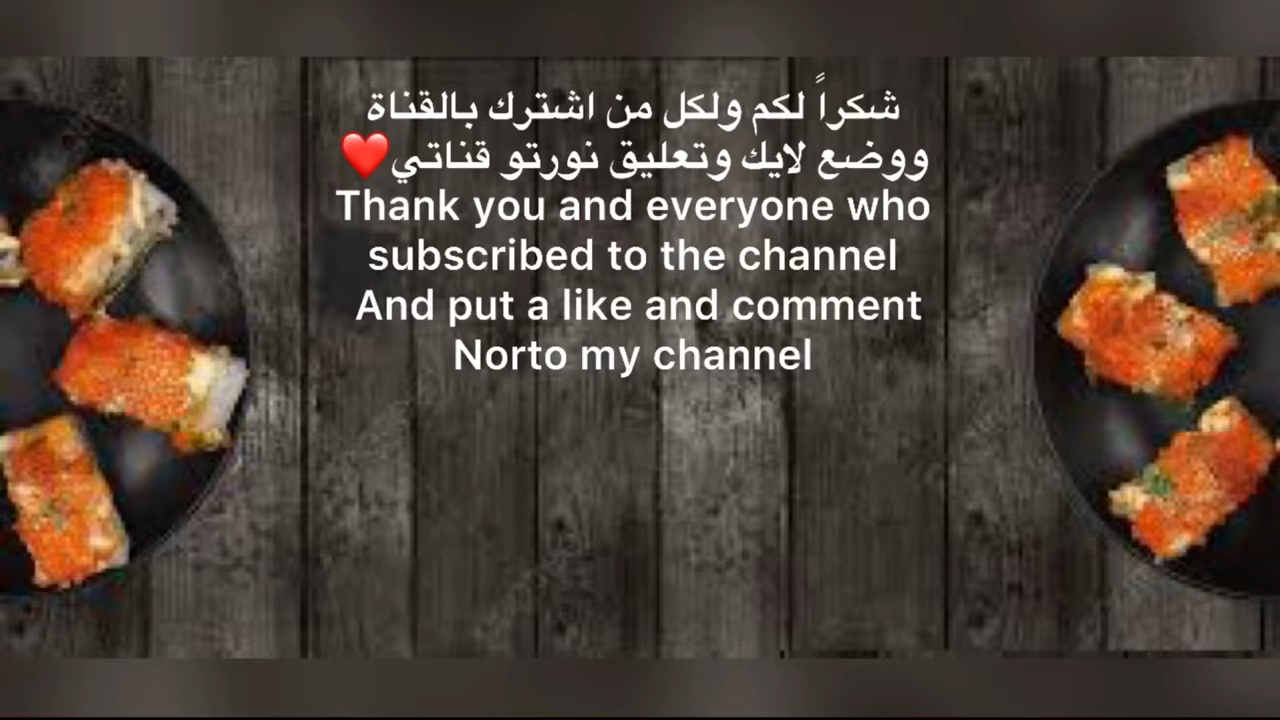 شكراً لكم ولكل من اشترك بالقناة
ووضع لايك وتعليق نورتو قناتي❤️
Thank you and everyone who
subscribed to the channel
And put a like and comment
Norto my channel